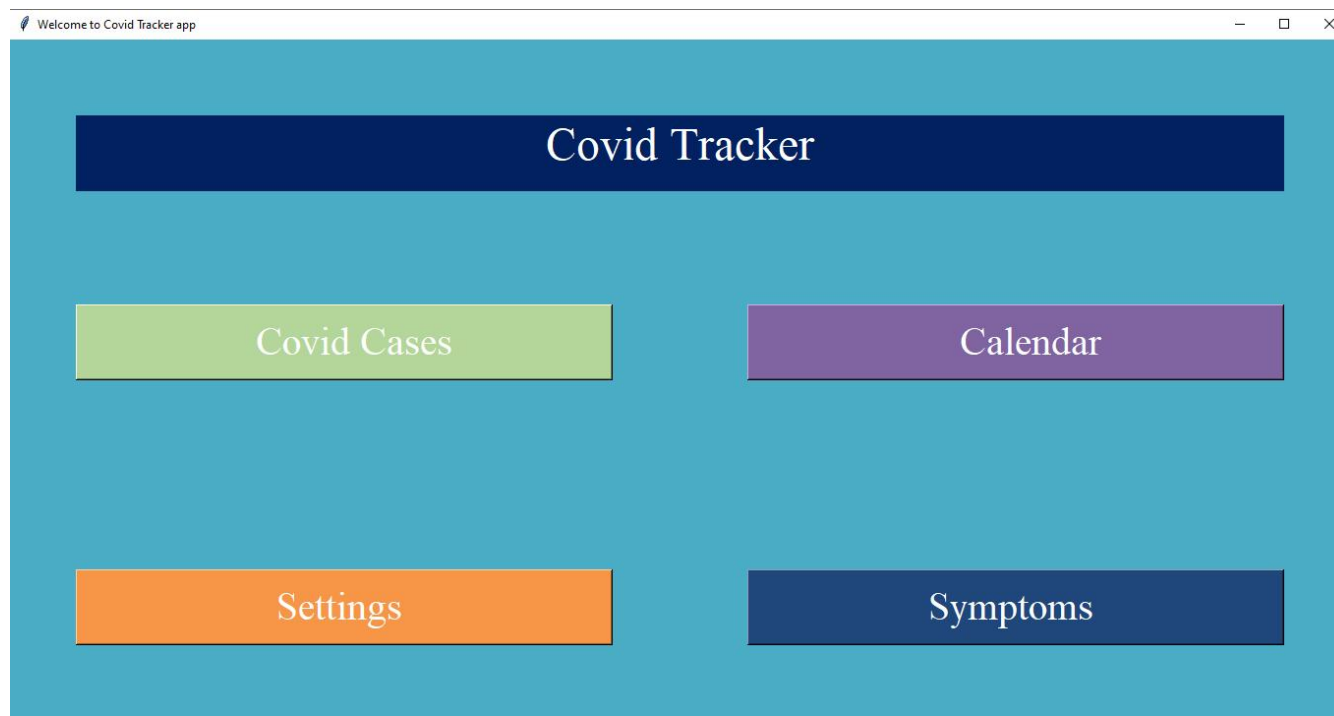 Welcome to Covid Tracker app
Covid Tracker
Covid Cases
Calendar
Settings
Symptoms